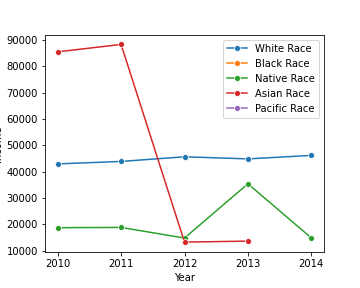 White Race
Black Race
Native Race
Asian Race
Pacific Race
90000
80000
70000
60000
50000
40000
30000
20000
10000
2010 2011 2012 2013 2014
Year